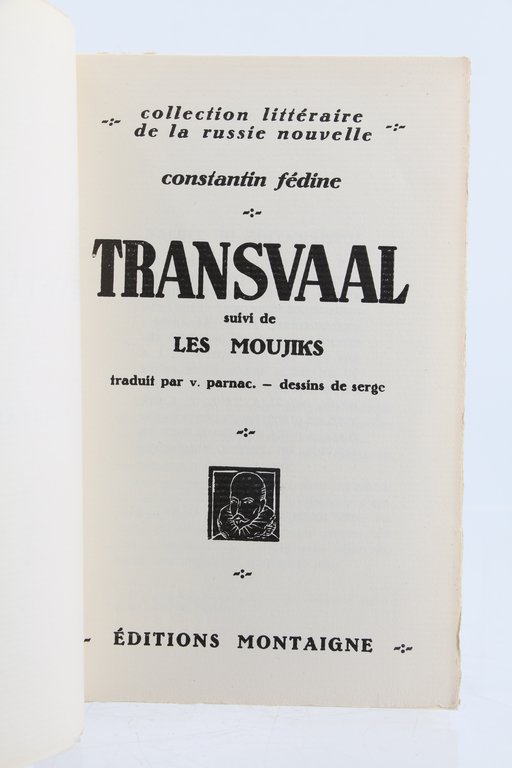 collection littéraire
de la russie nouvelle
constantin fédine
TRANSVAAL
suivi de
LES MOUJIKS
traduit par v. parnac. – dessins de serge
ÉDITIONS MONTAIGNE